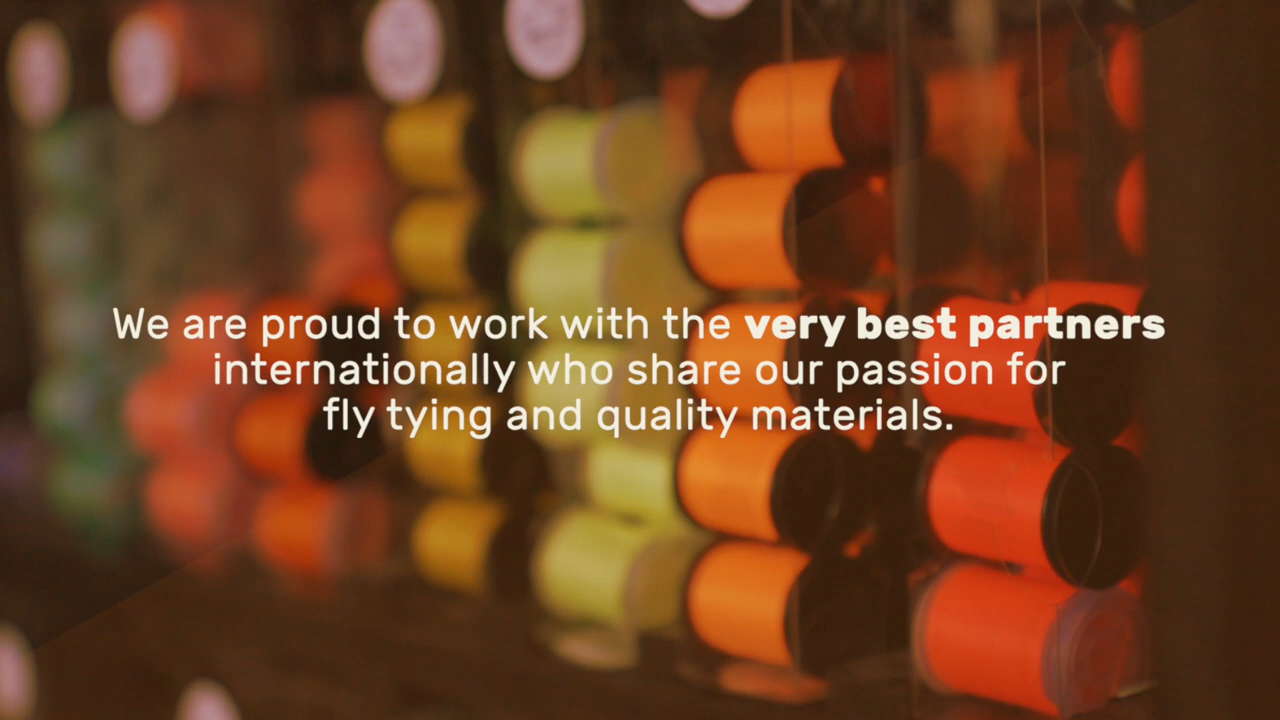 We are proud to work with the very best partners
internationally who share our passion for
fly tying and quality materials.